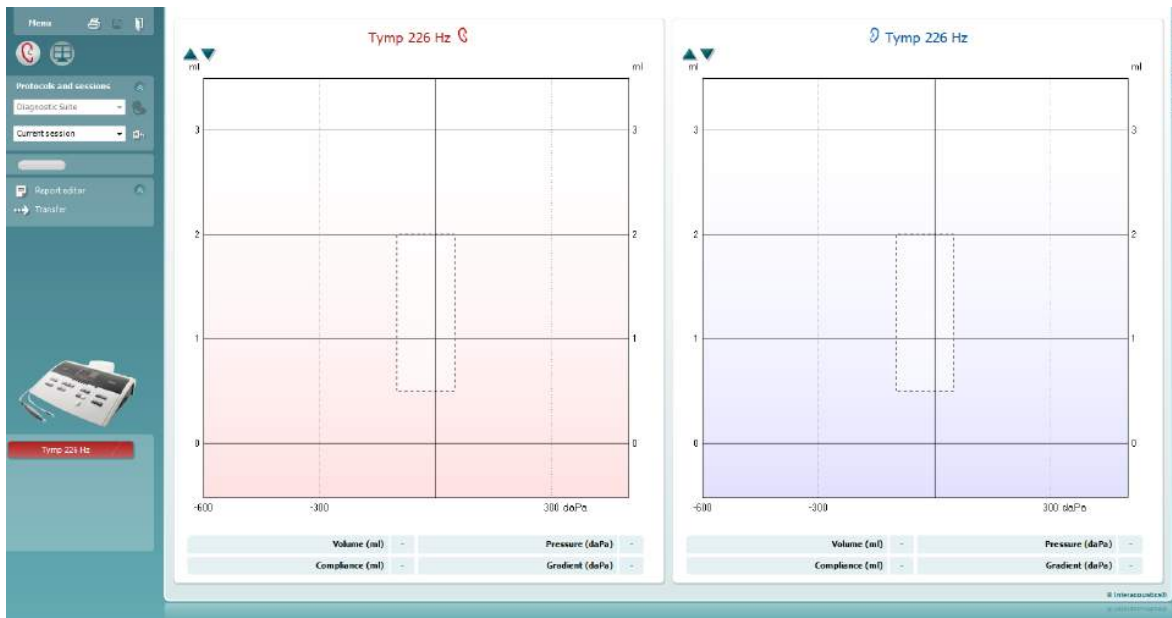 Menu
Protocols and sessions
Diagnostic Suite
Current session
Report editor
Transfer
Tymp 226 Hz
Tymp 226 Hz
ml
ml
3
3
2
2
1
1
0
0
-600
-300
300 daPa
Volume (ml) -
Pressure (daPa) -
Compliance (ml) -
Gradient (daPa) -
Tymp 226 Hz
ml
ml
3
3
2
2
1
1
0
0
-600
-300
300 daPa
Volume (ml) -
Pressure (daPa) -
Compliance (ml) -
Gradient (daPa) -
® Interacoustics®